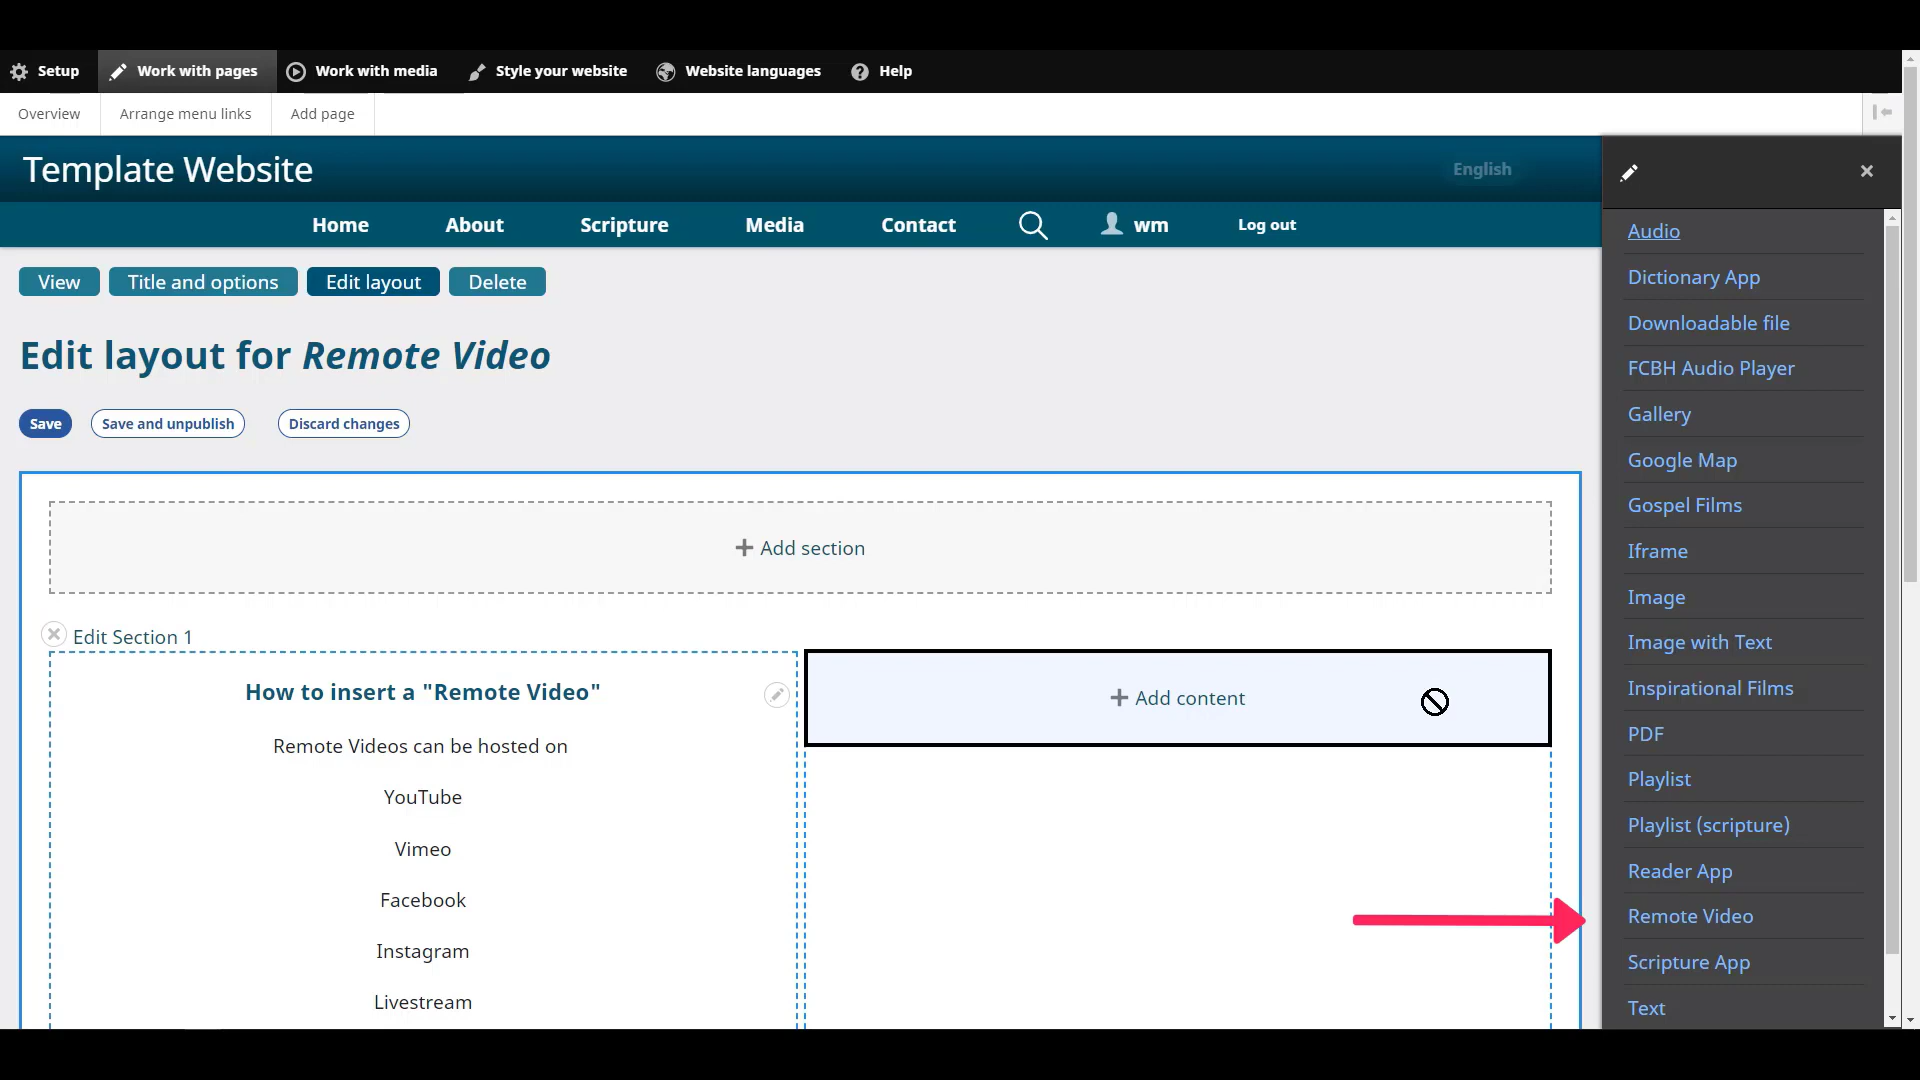 Setup
Work with pages
Work with media
Style your website
Website languages
Help
Overview
Arrange menu links
Add page
Template Website
English
Home
About
Scripture
Media
Contact
wm
Log out
View
Title and options
Edit layout
Delete
Edit layout for Remote Video
Save
Save and unpublish
Discard changes
Add section
Edit Section 1
How to insert a "Remote Video"
Remote Videos can be hosted on
YouTube
Vimeo
Facebook
Instagram
Livestream
Add content
Audio
Dictionary App
Downloadable file
FCBH Audio Player
Gallery
Google Map
Gospel Films
Iframe
Image
Image with Text
Inspirational Films
PDF
Playlist
Playlist (scripture)
Reader App
Remote Video
Scripture App
Text